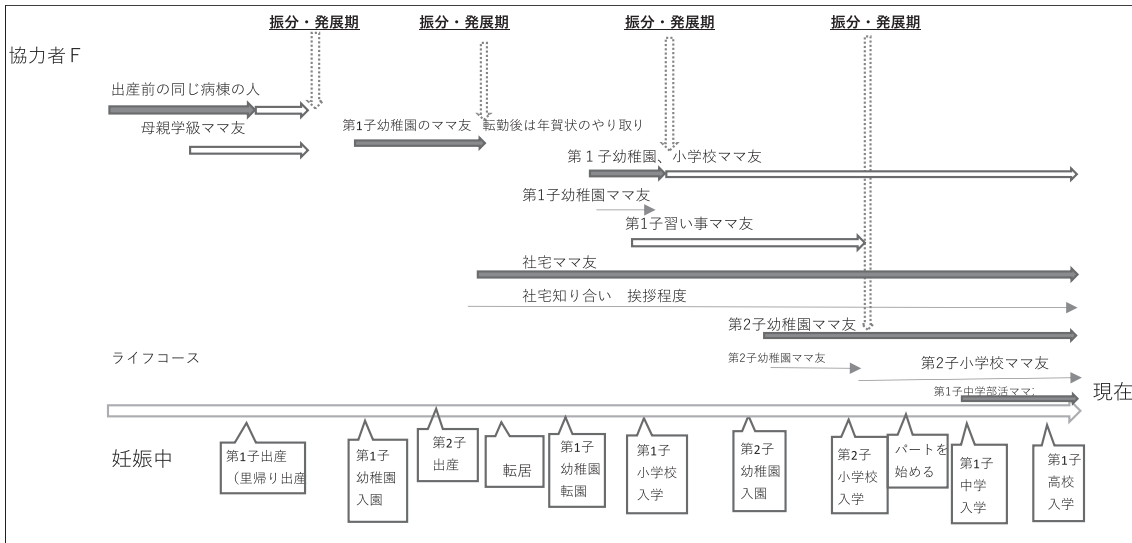 振分・発展期
振分・発展期
振分・発展期
振分・発展期
協力者F
出産前の同じ病棟の人
母親学級ママ友
第1子幼稚園のママ友 転勤後は年賀状のやり取り
第1子幼稚園、小学校ママ友
第1子幼稚園ママ友
第1子習い事ママ友
社宅ママ友
社宅知り合い 挨拶程度
第2子幼稚園ママ友
ライフコース
第2子幼稚園ママ友
第2子小学校ママ友
第1子中学部活ママ
現在
妊娠中
第1子出産
(里帰り出産
第1子
幼稚園
入園
第2子
出産
転居
第1子
幼稚園
転園
第1子
小学校
入学
第2子
幼稚園
入園
第2子
小学校
入学
パートを
始める
第1子
中学
入学
第1子
高校
入学